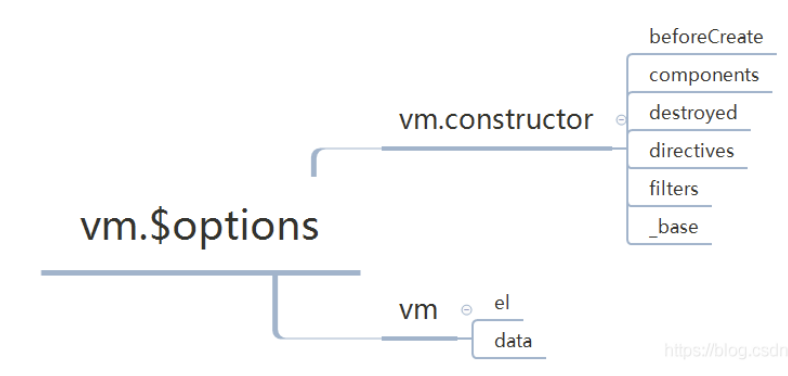 vm.$options
vm.constructor
beforeCreate
components
destroyed
directives
filters
_base
vm
el
data
https://blog.csdn